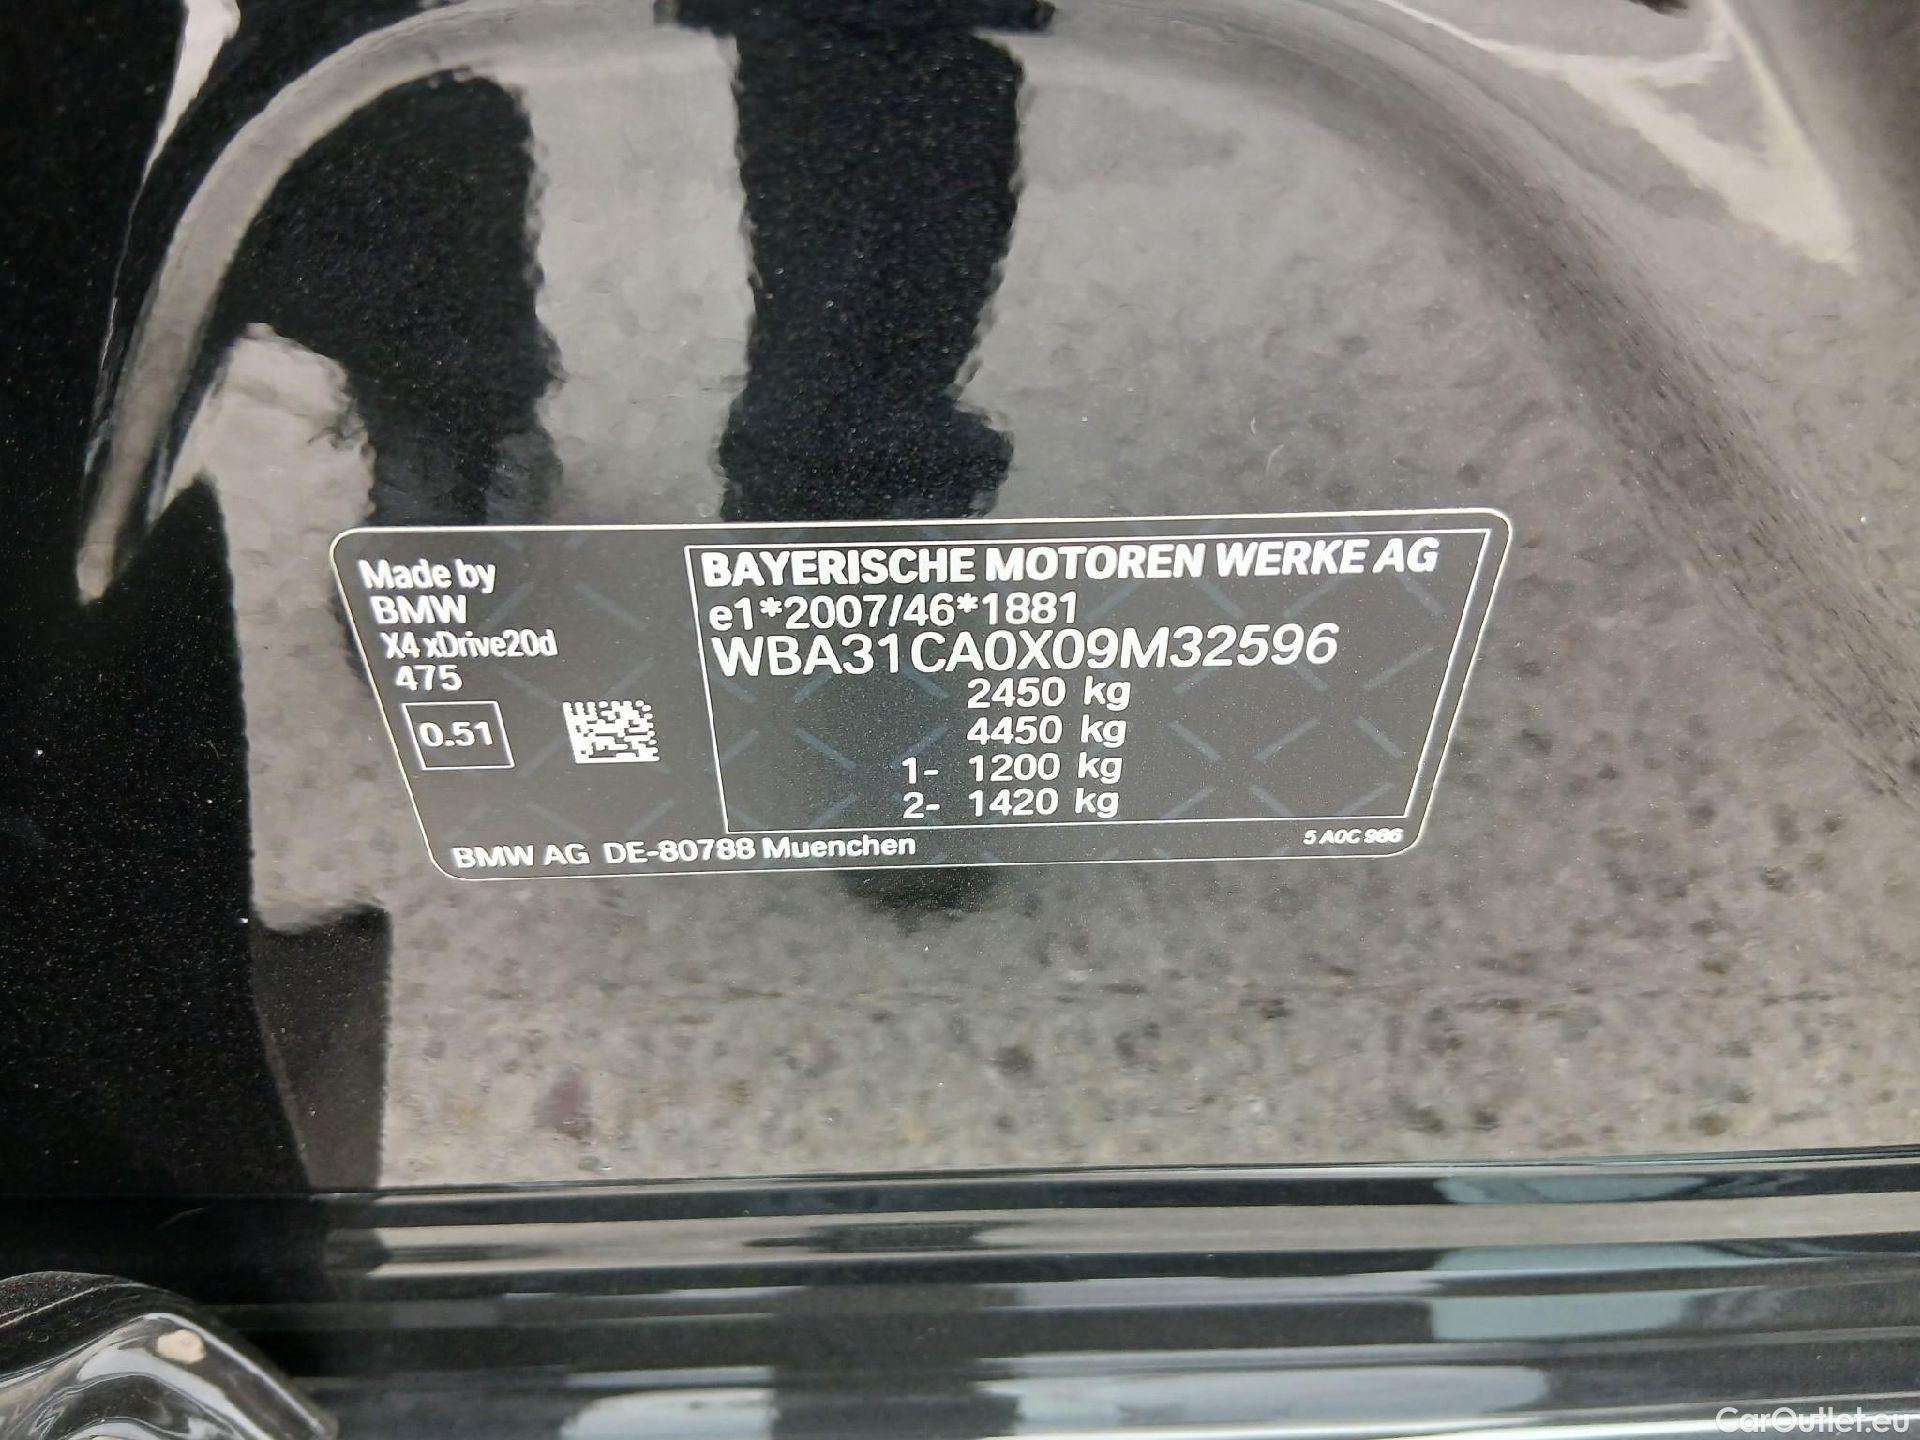 Made by
BMW
X4 xDrive20d
475
0.51
BAYERISCHE MOTOREN WERKE AG
e1*2007/46*1881
WBA31CA0X09M32596
2450 kg
4450 kg
1- 1200 kg
2- 1420 kg
BMW AG DE-80788 Muenchen
5 A0C 986
CarOutlet.eu